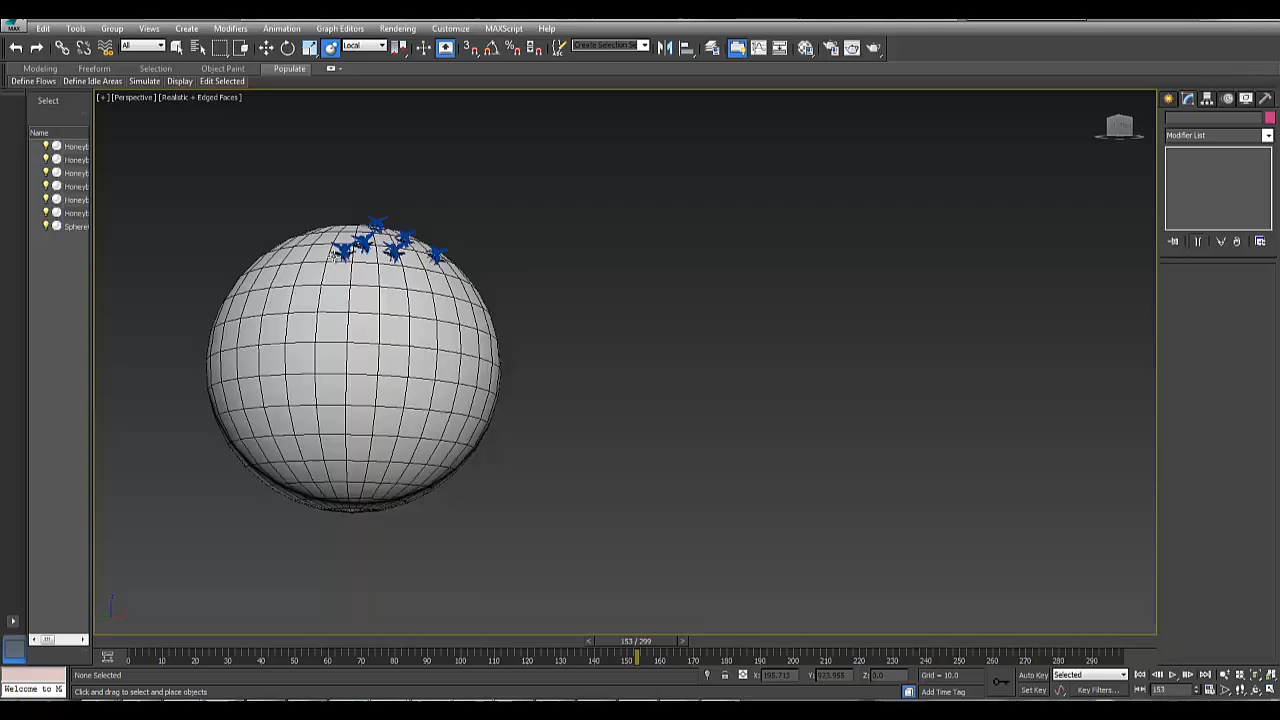 MAX Edit Tools Group Views Create Modifiers Animation Graph Editors Rendering Customize MAXScript Help
All Local Create Selection Se
Modeling Freeform Selection Object Paint Populate
Define Flows Define Idle Areas Simulate Display Edit Selected
Select
[+] [Perspective] [Realistic + Edged Faces]
Name
Honeyb
Honeyb
Honeyb
Honeyb
Honeyb
Honeyb
Sphere
Modifier List
< 153 / 299 >
0 10 20 30 40 50 60 70 80 90 100 110 120 130 140 150 160 170 180 190 200 210 220 230 240 250 260 270 280 290
None Selected X: 195.713 Y: 923.955 Z: 0.0 Grid = 10.0 Auto Key Selected
Welcome to M Click and drag to select and place objects Add Time Tag Set Key Key Filters... 153